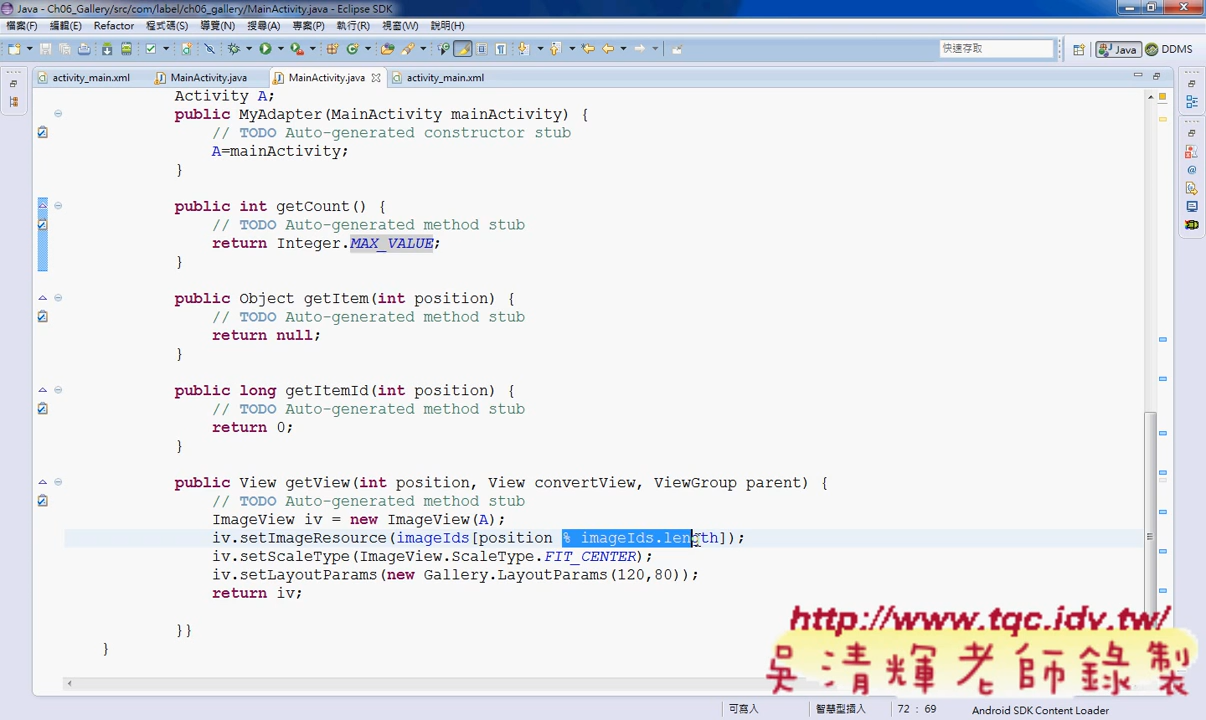 Java - Ch06_Gallery/src/com/label/ch06_gallery/MainActivity.java - Eclipse SDK
檔案(F) 編輯(E) Refactor 程式碼(S) 導覽(N) 搜尋(A) 專案(P) 執行(R) 視窗(W) 說明(H)
快速存取
Java
DDMS
activity_main.xml
MainActivity.java
MainActivity.java
activity_main.xml
Activity A;
public MyAdapter(MainActivity mainActivity) {
// TODO Auto-generated constructor stub
A=mainActivity;
}
public int getCount() {
// TODO Auto-generated method stub
return Integer.MAX_VALUE;
}
public Object getItem(int position) {
// TODO Auto-generated method stub
return null;
}
public long getItemId(int position) {
// TODO Auto-generated method stub
return 0;
}
public View getView(int position, View convertView, ViewGroup parent) {
// TODO Auto-generated method stub
ImageView iv = new ImageView(A);
iv.setImageResource(imageIds[position % imageIds.length]);
iv.setScaleType(ImageView.ScaleType.FIT_CENTER);
iv.setLayoutParams(new Gallery.LayoutParams(120,80));
return iv;
}}
}
http://www.tqc.idv.tw/
吳清輝老師錄製
可寫入
智慧型插入
72 : 69
Android SDK Content Loader